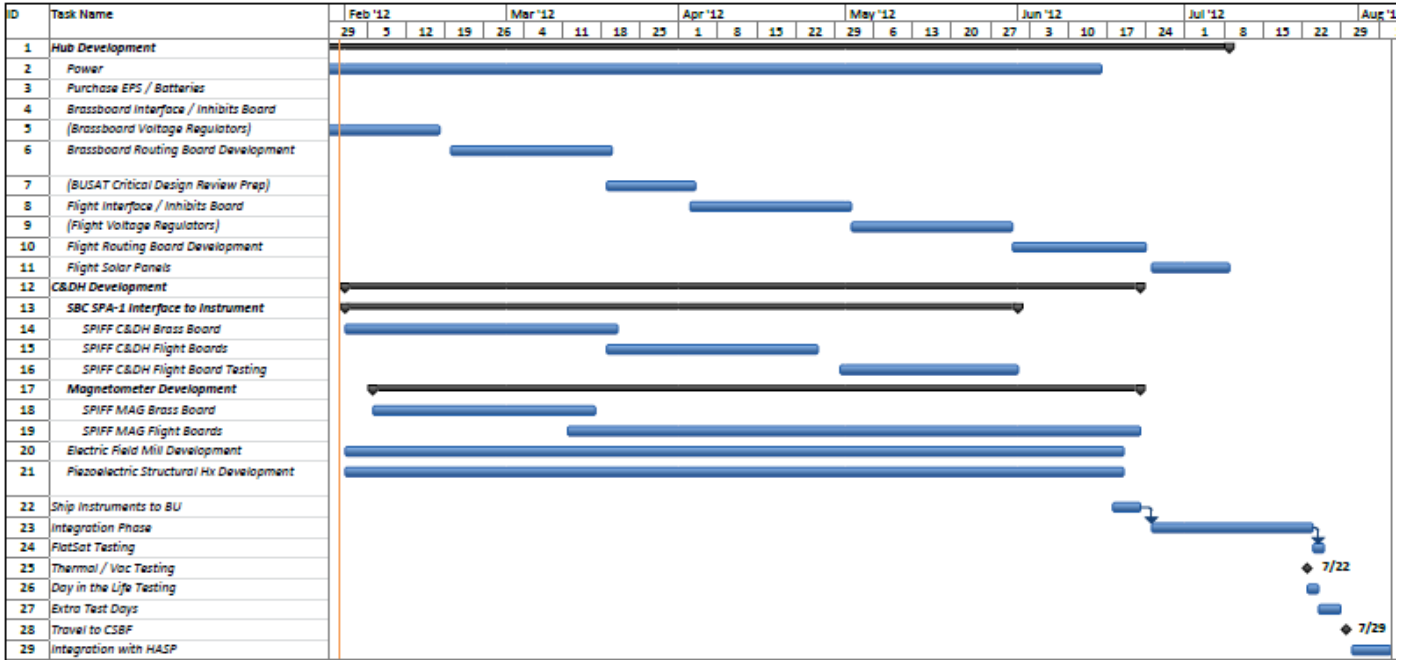 ID Task Name Feb '12 Mar '12 Apr '12 May '12 Jun '12 Jul '12 Aug '1
29 5 12 19 26 4 11 18 25 1 8 15 22 29 6 13 20 27 3 10 17 24 1 8 15 22 29
1 Hub Development
2 Power
3 Purchase EPS / Batteries
4 Brassboard Interface / Inhibits Board
5 (Brassboard Voltage Regulators)
6 Brassboard Routing Board Development
7 (BUSAT Critical Design Review Prep)
8 Flight Interface / Inhibits Board
9 (Flight Voltage Regulators)
10 Flight Routing Board Development
11 Flight Solar Panels
12 C&DH Development
13 SBC SPA-1 Interface to Instrument
14 SPIFF C&DH Brass Board
15 SPIFF C&DH Flight Boards
16 SPIFF C&DH Flight Board Testing
17 Magnetometer Development
18 SPIFF MAG Brass Board
19 SPIFF MAG Flight Boards
20 Electric Field Mill Development
21 Piezoelectric Structural Hx Development
22 Ship Instruments to BU
23 Integration Phase
24 FlatSat Testing
25 Thermal / Vac Testing 7/22
26 Day in the Life Testing
27 Extra Test Days
28 Travel to CSBF 7/29
29 Integration with HASP